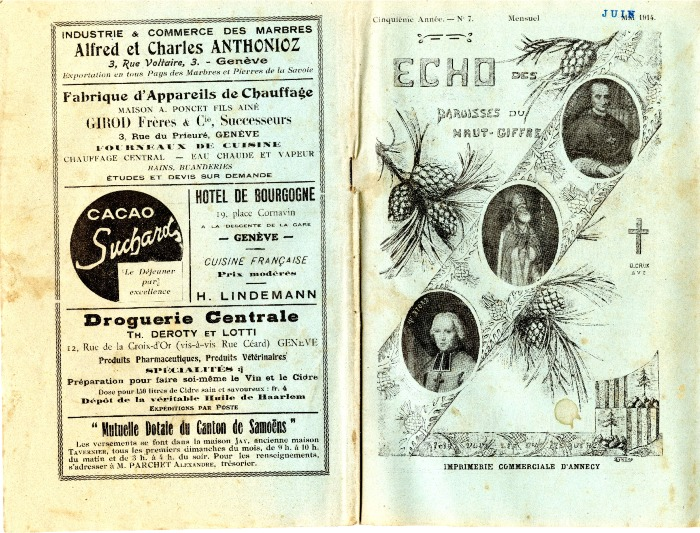 INDUSTRIE & COMMERCE DES MARBRES
Alfred et Charles ANTHONIOZ
3, Rue Voltaire, 3. - Genève
Exportation en tous Pays des Marbres et Pierres de la Savoie
Fabrique d'Appareils de Chauffage
MAISON A. PONCET FILS AINÉ
GIROD Frères & Cie, Successeurs
3, Rue du Prieuré, GENÈVE
FOURNEAUX DE CUISINE
CHAUFFAGE CENTRAL — EAU CHAUDE ET VAPEUR
BAINS, BUANDERIES
ÉTUDES ET DEVIS SUR DEMANDE
CACAO
Suchard
Le Déjeuner
par
excellence
HOTEL DE BOURGOGNE
19, place Cornavin
A LA DESCENTE DE LA GARE
— GENÈVE —
CUISINE FRANÇAISE
Prix modérés
H. LINDEMANN
Droguerie Centrale
TH. DEROTY ET LOTTI
12, Rue de la Croix-d'Or (vis-à-vis Rue Céard) GENÈVE
Produits Pharmaceutiques, Produits Vétérinaires
SPÉCIALITÉS :
Préparation pour faire soi-même le Vin et le Cidre
Dose pour 150 litres de Cidre sain et savoureux : fr. 4
Dépôt de la véritable Huile de Haarlem
EXPÉDITIONS PAR POSTE
" Mutuelle Dotale du Canton de Samoëns "
Les versements se font dans la maison JAY, ancienne maison
TAVERNIER, tous les premiers dimanches du mois, de 9 h. à 10 h.
du matin et de 3 h. à 4 h. du soir. Pour les renseignements,
s'adresser à M. PARCHET ALEXANDRE, trésorier.
Cinquième Année. — N° 7.
Mensuel
JUIN
1914.
ECHO DES
PAROISSES DU
HAUT-GIFFRE
O CRUX
AVE
IMPRIMERIE COMMERCIALE D'ANNECY